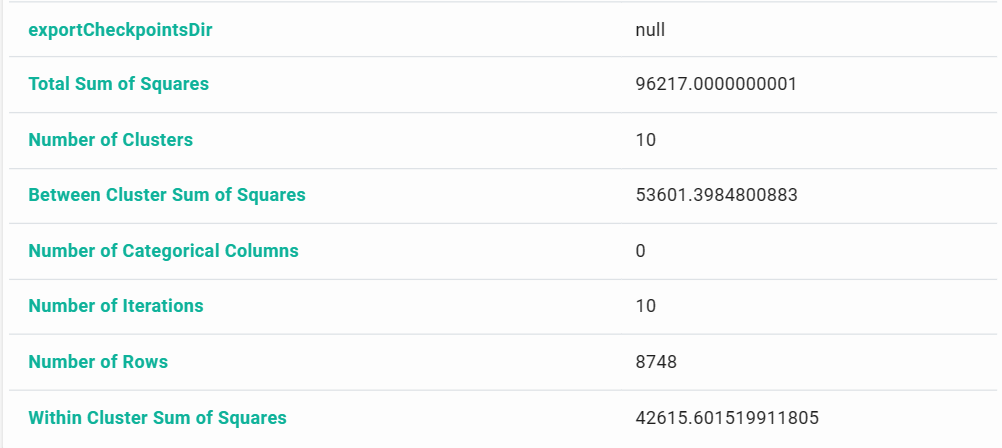 exportCheckpointsDir null
Total Sum of Squares 96217.0000000001
Number of Clusters 10
Between Cluster Sum of Squares 53601.3984800883
Number of Categorical Columns 0
Number of Iterations 10
Number of Rows 8748
Within Cluster Sum of Squares 42615.601519911805